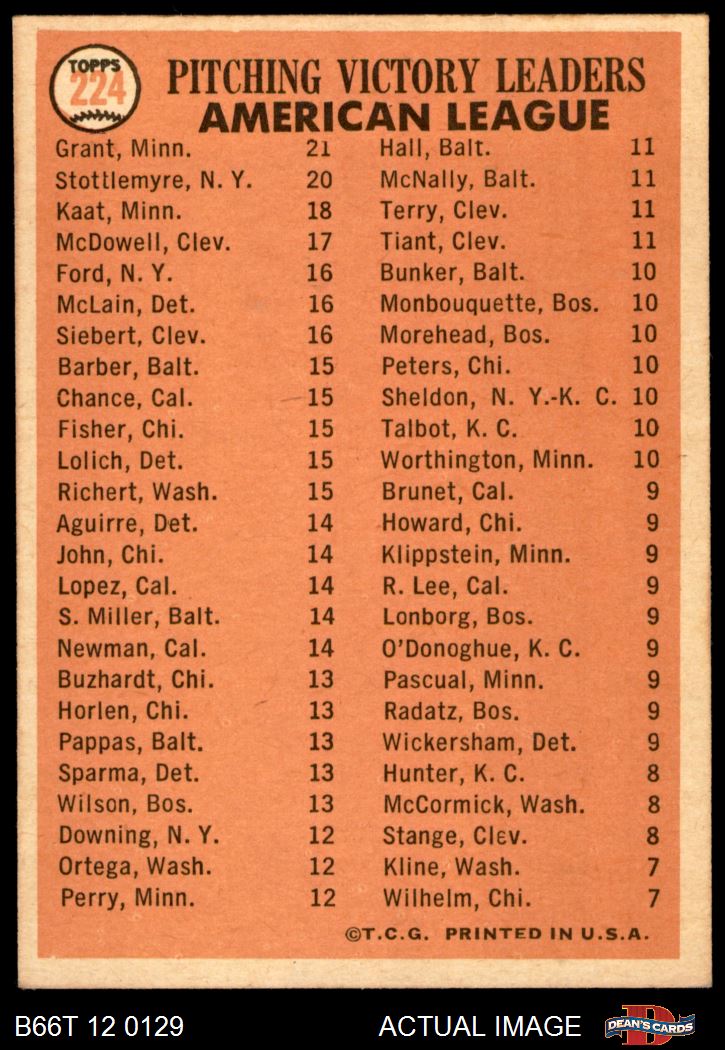 TOPPS
224
PITCHING VICTORY LEADERS
AMERICAN LEAGUE
Grant, Minn. 21 Hall, Balt. 11
Stottlemyre, N. Y. 20 McNally, Balt. 11
Kaat, Minn. 18 Terry, Clev. 11
McDowell, Clev. 17 Tiant, Clev. 11
Ford, N. Y. 16 Bunker, Balt. 10
McLain, Det. 16 Monbouquette, Bos. 10
Siebert, Clev. 16 Morehead, Bos. 10
Barber, Balt. 15 Peters, Chi. 10
Chance, Cal. 15 Sheldon, N. Y.-K. C. 10
Fisher, Chi. 15 Talbot, K. C. 10
Lolich, Det. 15 Worthington, Minn. 10
Richert, Wash. 15 Brunet, Cal. 9
Aguirre, Det. 14 Howard, Chi. 9
John, Chi. 14 Klippstein, Minn. 9
Lopez, Cal. 14 R. Lee, Cal. 9
S. Miller, Balt. 14 Lonborg, Bos. 9
Newman, Cal. 14 O'Donoghue, K. C. 9
Buzhardt, Chi. 13 Pascual, Minn. 9
Horlen, Chi. 13 Radatz, Bos. 9
Pappas, Balt. 13 Wickersham, Det. 9
Sparma, Det. 13 Hunter, K. C. 8
Wilson, Bos. 13 McCormick, Wash. 8
Downing, N. Y. 12 Stange, Clev. 8
Ortega, Wash. 12 Kline, Wash. 7
Perry, Minn. 12 Wilhelm, Chi. 7
©T.C.G. PRINTED IN U.S.A.
B66T 12 0129 ACTUAL IMAGE D DEAN'S CARDS